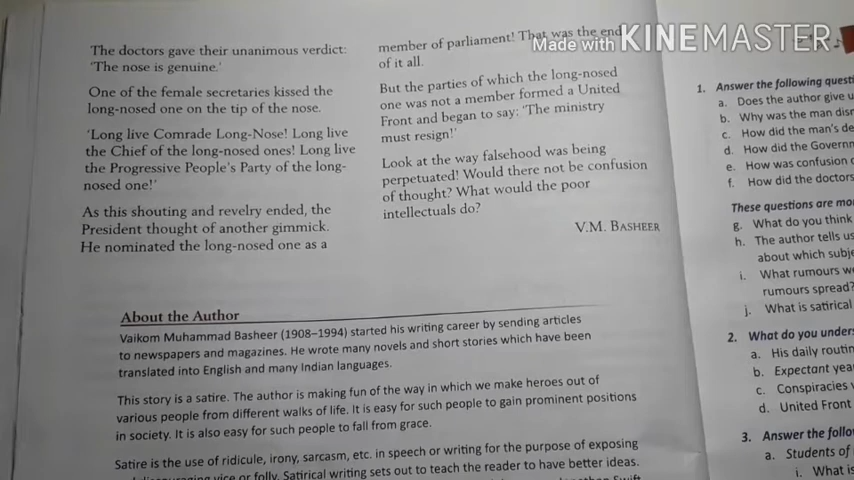 The doctors gave their unanimous verdict:
'The nose is genuine.'
One of the female secretaries kissed the
long-nosed one on the tip of the nose.
'Long live Comrade Long-Nose! Long live
the Chief of the long-nosed ones! Long live
the Progressive People's Party of the long-
nosed one!'
As this shouting and revelry ended, the
President thought of another gimmick.
He nominated the long-nosed one as a
member of parliament! That was the end
of it all.
But the parties of which the long-nosed
one was not a member formed a United
Front and began to say: 'The ministry
must resign!'
Look at the way falsehood was being
perpetuated! Would there not be confusion
of thought? What would the poor
intellectuals do?
V.M. BASHEER
About the Author
Vaikom Muhammad Basheer (1908–1994) started his writing career by sending articles
to newspapers and magazines. He wrote many novels and short stories which have been
translated into English and many Indian languages.
This story is a satire. The author is making fun of the way in which we make heroes out of
various people from different walks of life. It is easy for such people to gain prominent positions
in society. It is also easy for such people to fall from grace.
Satire is the use of ridicule, irony, sarcasm, etc. in speech or writing for the purpose of exposing
vice or folly. Satirical writing sets out to teach the reader to have better ideas.
Made with KINEMASTER
1. Answer the following
a. Does the author give
b. Why was the man
c. How did the man's
d. How did the
e. How was confusion
f. How did the doctors
These questions are
g. What do you think
h. The author tells us
about which
i. What rumours
rumours spread?
j. What is satirical
2. What do you
a. His daily
b. Expectant
c. Conspiracies
d. United Front
3. Answer the
a. Students of
i. What is